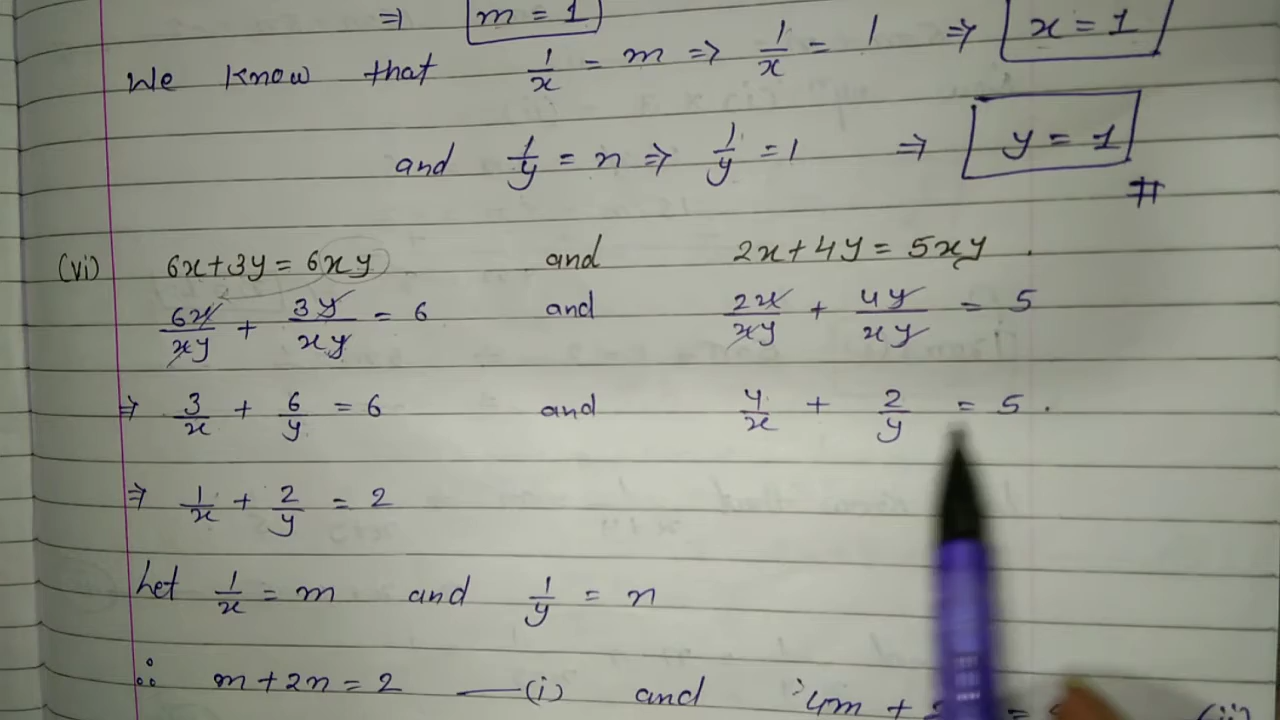 ⇒ m = 1
We know that 1/x = m ⇒ 1/x = 1 ⇒ x = 1
and 1/y = n ⇒ 1/y = 1 ⇒ y = 1
#
(vi) 6x+3y = 6xy and 2x+4y = 5xy .
6x/xy + 3y/xy = 6 and 2x/xy + 4y/xy = 5
⇒ 3/x + 6/y = 6 and 4/x + 2/y = 5 .
⇒ 1/x + 2/y = 2
Let 1/x = m and 1/y = n
∴ m+2n = 2 —(i) and 4m + = (ii)